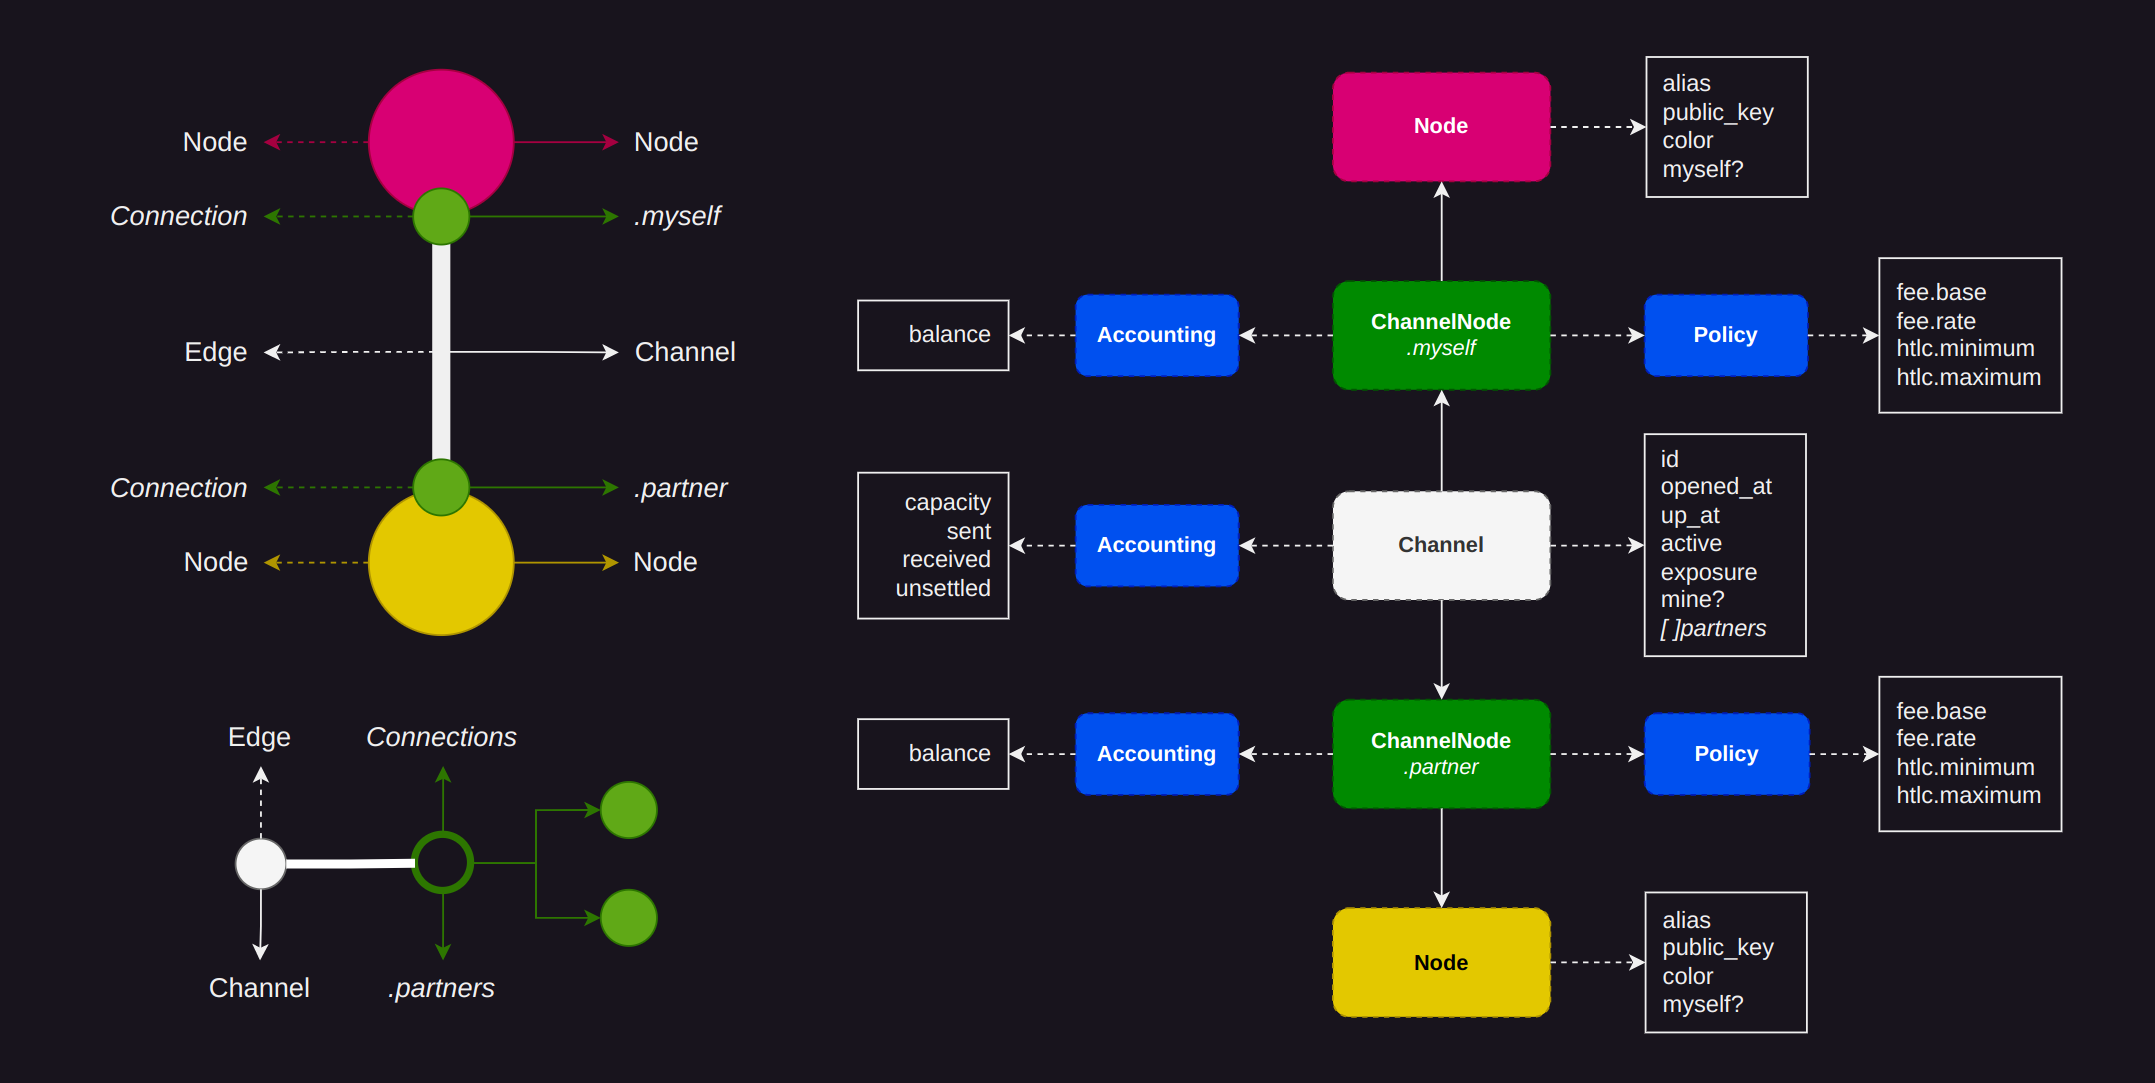 Node
Node
Connection
.myself
Edge
Channel
Connection
.partner
Node
Node
Edge
Connections
Channel
.partners
Node
alias
public_key
color
myself?
balance
Accounting
ChannelNode
.myself
Policy
fee.base
fee.rate
htlc.minimum
htlc.maximum
capacity
sent
received
unsettled
Accounting
Channel
id
opened_at
up_at
active
exposure
mine?
[ ]partners
balance
Accounting
ChannelNode
.partner
Policy
fee.base
fee.rate
htlc.minimum
htlc.maximum
Node
alias
public_key
color
myself?